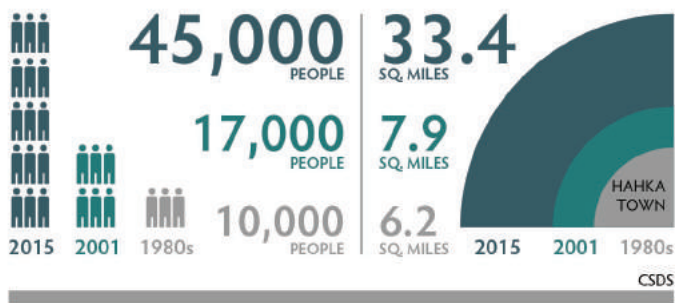 45,000
PEOPLE
17,000
PEOPLE
10,000
PEOPLE
2015 2001 1980s
33.4
SQ. MILES
7.9
SQ. MILES
6.2
SQ. MILES
HAHKA
TOWN
2015 2001 1980s
CSDS